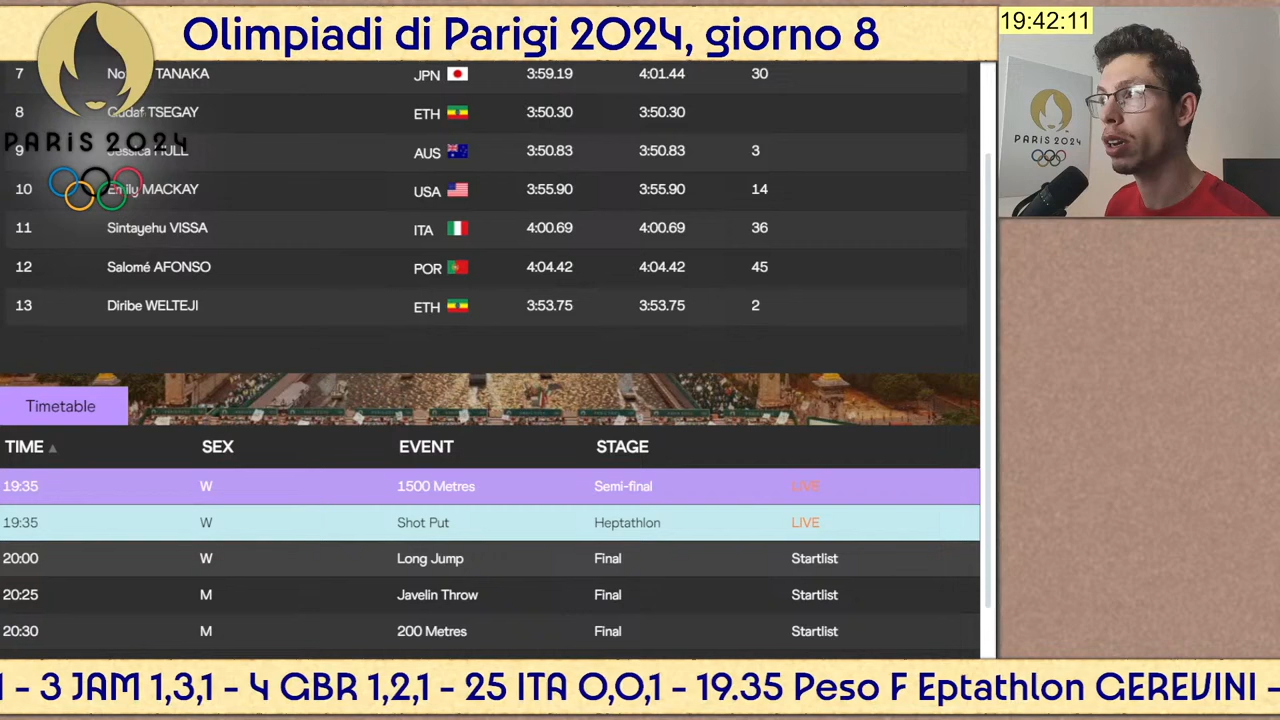 Olimpiadi di Parigi 2024, giorno 8
19:42:11
PARIS 2024
PARIS 2024
7 TANAKA JPN 3:59.19 4:01.44 30
8 Gudaf TSEGAY ETH 3:50.30 3:50.30
9 Jessica HULL AUS 3:50.83 3:50.83 3
10 Emily MACKAY USA 3:55.90 3:55.90 14
11 Sintayehu VISSA ITA 4:00.69 4:00.69 36
12 Salomé AFONSO POR 4:04.42 4:04.42 45
13 Diribe WELTEJI ETH 3:53.75 3:53.75 2
Timetable
TIME SEX EVENT STAGE
19:35 W 1500 Metres Semi-final LIVE
19:35 W Shot Put Heptathlon LIVE
20:00 W Long Jump Final Startlist
20:25 M Javelin Throw Final Startlist
20:30 M 200 Metres Final Startlist
- 3 JAM 1,3,1 - 4 GBR 1,2,1 - 25 ITA 0,0,1 - 19.35 Peso F Eptathlon GEREVINI -